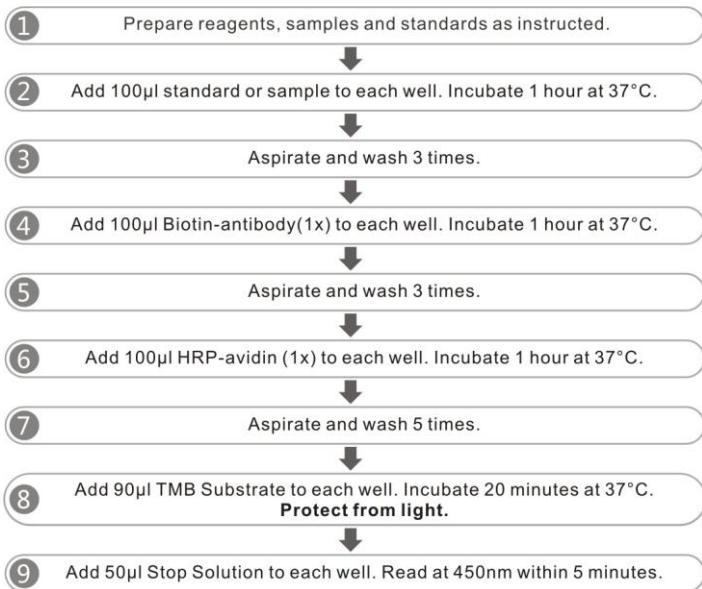 1 Prepare reagents, samples and standards as instructed.
2 Add 100μl standard or sample to each well. Incubate 1 hour at 37°C.
3 Aspirate and wash 3 times.
4 Add 100μl Biotin-antibody(1x) to each well. Incubate 1 hour at 37°C.
5 Aspirate and wash 3 times.
6 Add 100μl HRP-avidin (1x) to each well. Incubate 1 hour at 37°C.
7 Aspirate and wash 5 times.
8 Add 90μl TMB Substrate to each well. Incubate 20 minutes at 37°C.
Protect from light.
9 Add 50μl Stop Solution to each well. Read at 450nm within 5 minutes.